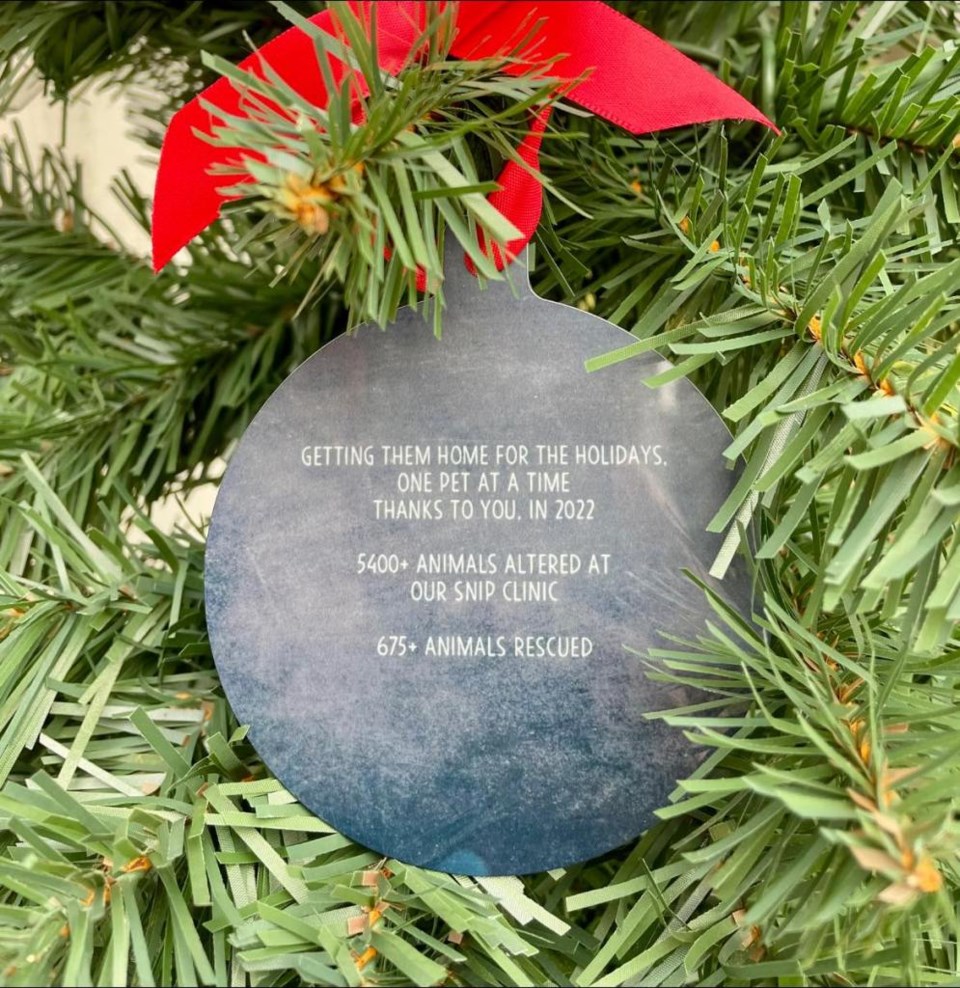 GETTING THEM HOME FOR THE HOLIDAYS,
ONE PET AT A TIME
THANKS TO YOU, IN 2022
5400+ ANIMALS ALTERED AT
OUR SNIP CLINIC
675+ ANIMALS RESCUED